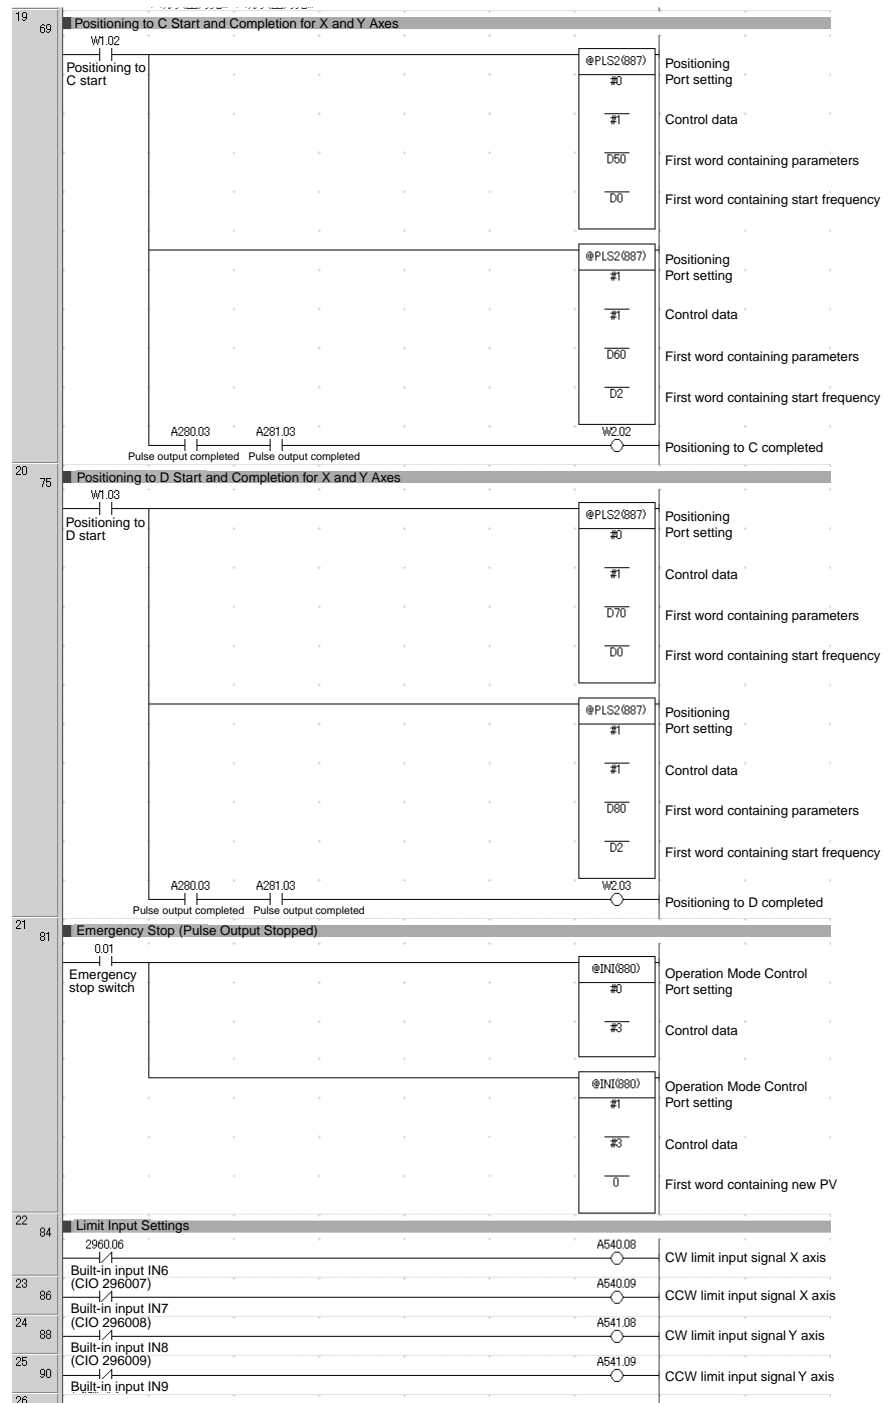 19
69
Positioning to C Start and Completion for X and Y Axes
W1.02
Positioning to
C start
@PLS2(887)
Positioning
#0
Port setting
#1
Control data
D50
First word containing parameters
D0
First word containing start frequency
@PLS2(887)
Positioning
#1
Port setting
#1
Control data
D60
First word containing parameters
D2
First word containing start frequency
A280.03
A281.03
W2.02
Pulse output completed
Pulse output completed
Positioning to C completed
20
75
Positioning to D Start and Completion for X and Y Axes
W1.03
Positioning to
D start
@PLS2(887)
Positioning
#0
Port setting
#1
Control data
D70
First word containing parameters
D0
First word containing start frequency
@PLS2(887)
Positioning
#1
Port setting
#1
Control data
D80
First word containing parameters
D2
First word containing start frequency
A280.03
A281.03
W2.03
Pulse output completed
Pulse output completed
Positioning to D completed
21
81
Emergency Stop (Pulse Output Stopped)
0.01
Emergency
stop switch
@INI(880)
Operation Mode Control
#0
Port setting
#3
Control data
@INI(880)
Operation Mode Control
#1
Port setting
#3
Control data
0
First word containing new PV
22
84
Limit Input Settings
2960.06
A540.08
CW limit input signal X axis
Built-in input IN6
23
86
(CIO 296007)
A540.09
CCW limit input signal X axis
Built-in input IN7
24
88
(CIO 296008)
A541.08
CW limit input signal Y axis
Built-in input IN8
25
90
(CIO 296009)
A541.09
CCW limit input signal Y axis
Built-in input IN9
26